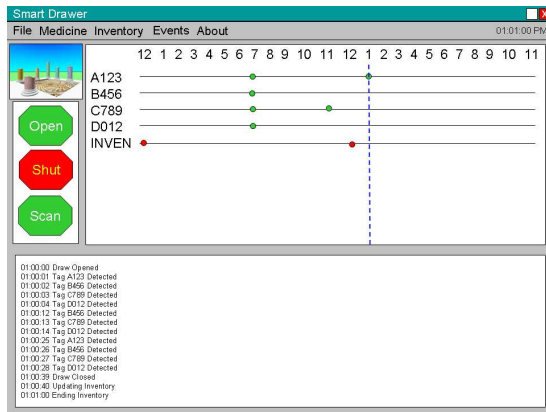 Smart Drawer
X
File Medicine Inventory Events About
01:01:00 PM
12 1 2 3 4 5 6 7 8 9 10 11 12 1 2 3 4 5 6 7 8 9 10 11
A123
B456
C789
D012
INVEN
Open
Shut
Scan
01:00:00 Draw Opened
01:00:01 Tag A123 Detected
01:00:02 Tag B456 Detected
01:00:03 Tag C789 Detected
01:00:04 Tag D012 Detected
01:00:12 Tag B456 Detected
01:00:13 Tag C789 Detected
01:00:14 Tag D012 Detected
01:00:25 Tag A123 Detected
01:00:26 Tag B456 Detected
01:00:27 Tag C789 Detected
01:00:28 Tag D012 Detected
01:00:39 Draw Closed
01:00:40 Updating Inventory
01:01:00 Ending Inventory